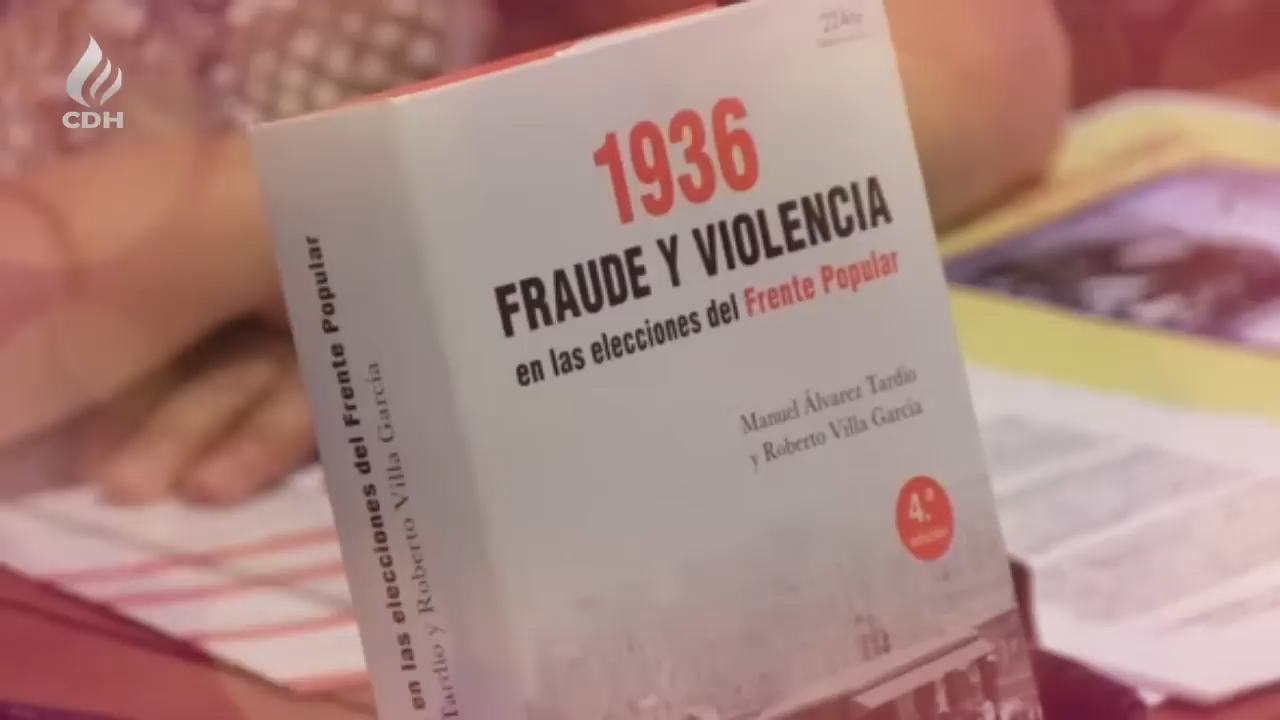 CDH
1936
FRAUDE Y VIOLENCIA
en las elecciones del Frente Popular
Manuel Álvarez Tardío
y Roberto Villa García
4.ª
edición
en las elecciones del Frente Popular
Tardío y Roberto Villa García